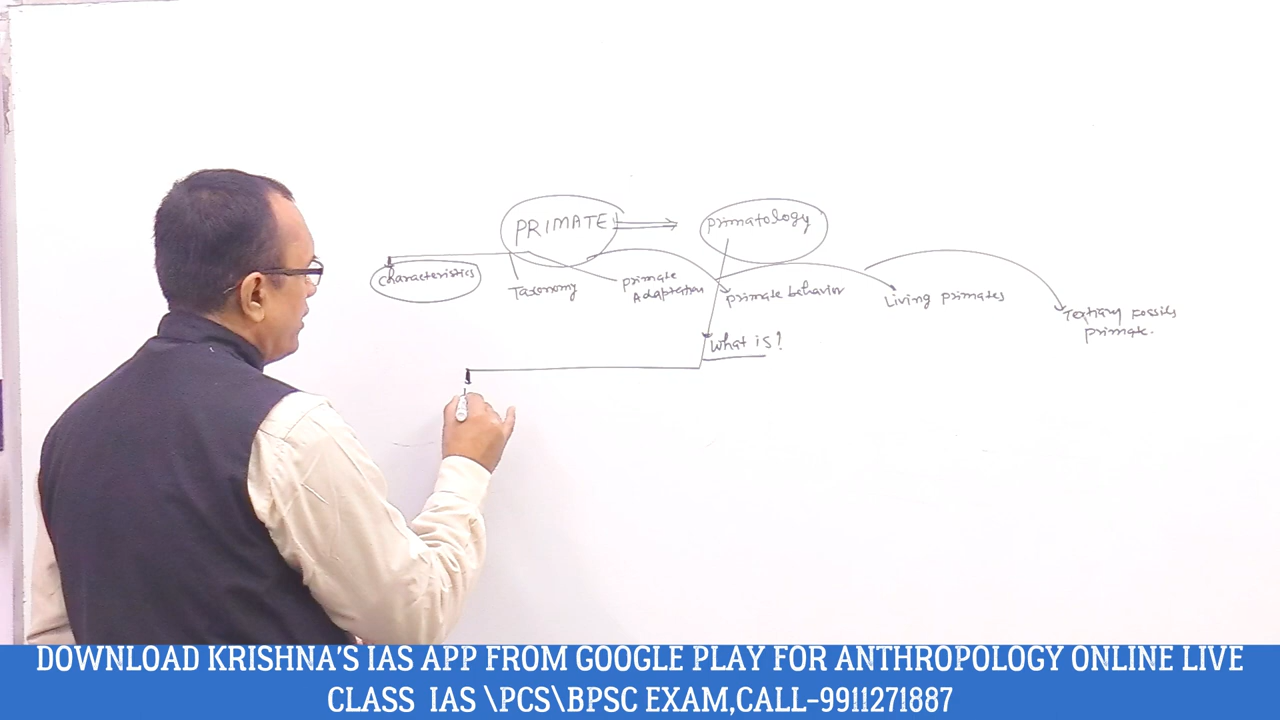 PRIMATE
primatology
characteristics
Taxonomy
primate
Adaptation
primate behavior
Living primates
Tertiary fossils
primate.
What is?
DOWNLOAD KRISHNA'S IAS APP FROM GOOGLE PLAY FOR ANTHROPOLOGY ONLINE LIVE
CLASS IAS \PCS\BPSC EXAM,CALL-9911271887